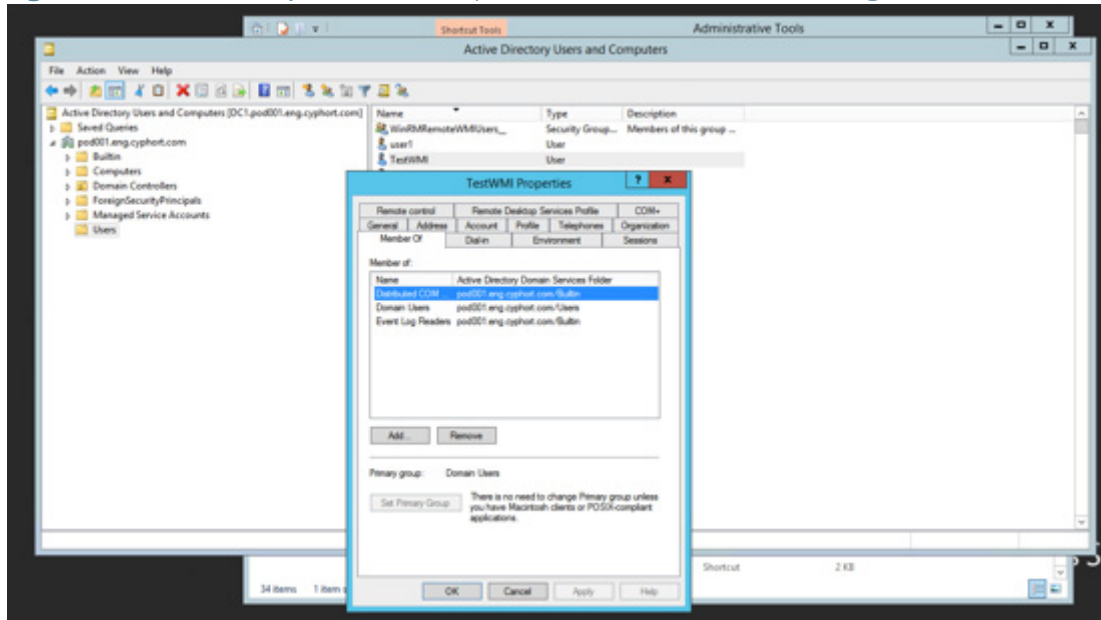 Shortcut Tools
Administrative Tools
Active Directory Users and Computers
File Action View Help
Active Directory Users and Computers [DC1.pod001.eng.cyphort.com]
Saved Queries
pod001.eng.cyphort.com
Builtin
Computers
Domain Controllers
ForeignSecurityPrincipals
Managed Service Accounts
Users
Name Type Description
WinRMRemoteWMIUsers__ Security Group... Members of this group ...
user1 User
TestWMI User
TestWMI Properties
Remote control Remote Desktop Services Profile COM+
General Address Account Profile Telephones Organization
Member Of Dial-in Environment Sessions
Member of:
Name Active Directory Domain Services Folder
Distributed COM ... pod001.eng.cyphort.com/Builtin
Domain Users pod001.eng.cyphort.com/Users
Event Log Readers pod001.eng.cyphort.com/Builtin
Add... Remove
Primary group: Domain Users
Set Primary Group
There is no need to change Primary group unless
you have Macintosh clients or POSIX-compliant
applications.
OK Cancel Apply Help
Shortcut 2 KB
34 items 1 item